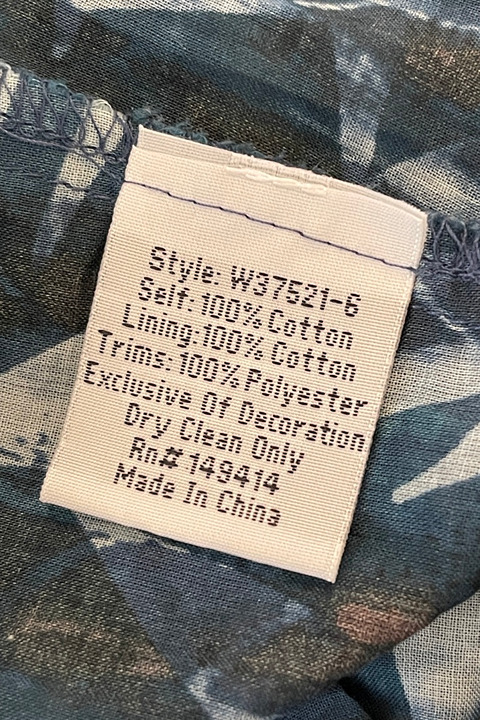 Style: W37521-6
Self: 100% Cotton
Lining:100% Cotton
Trims:100% Polyester
Exclusive Of Decoration
Dry Clean Only
Rn# 149414
Made In China